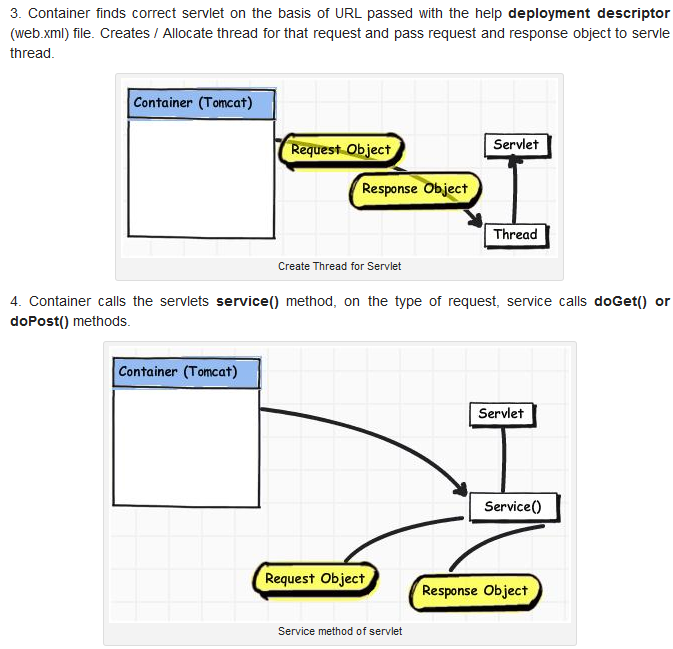 3. Container finds correct servlet on the basis of URL passed with the help deployment descriptor
(web.xml) file. Creates / Allocate thread for that request and pass request and response object to servle
thread.
Container (Tomcat)
Request Object
Servlet
Response Object
Thread
Create Thread for Servlet
4. Container calls the servlets service() method, on the type of request, service calls doGet() or
doPost() methods.
Container (Tomcat)
Servlet
Service()
Request Object
Response Object
Service method of servlet